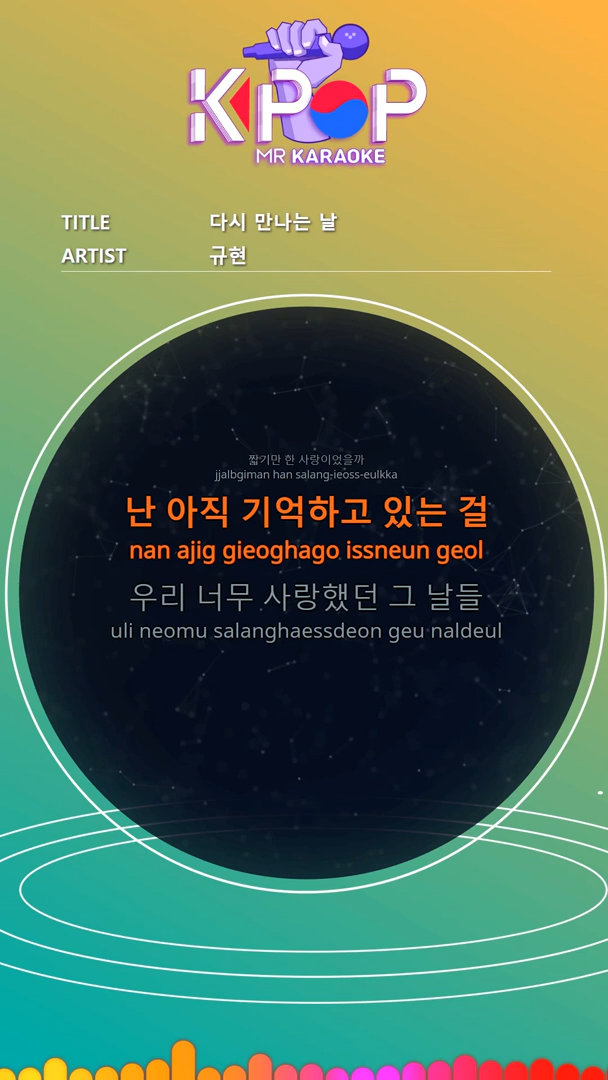 KPOP
MR KARAOKE
TITLE 다시 만나는 날
ARTIST 규현
짧기만 한 사랑이었을까
jjalbgiman han salang-ieoss-eulkka
난 아직 기억하고 있는 걸
nan ajig gieoghago issneun geol
우리 너무 사랑했던 그 날들
uli neomu salanghaessdeon geu naldeul